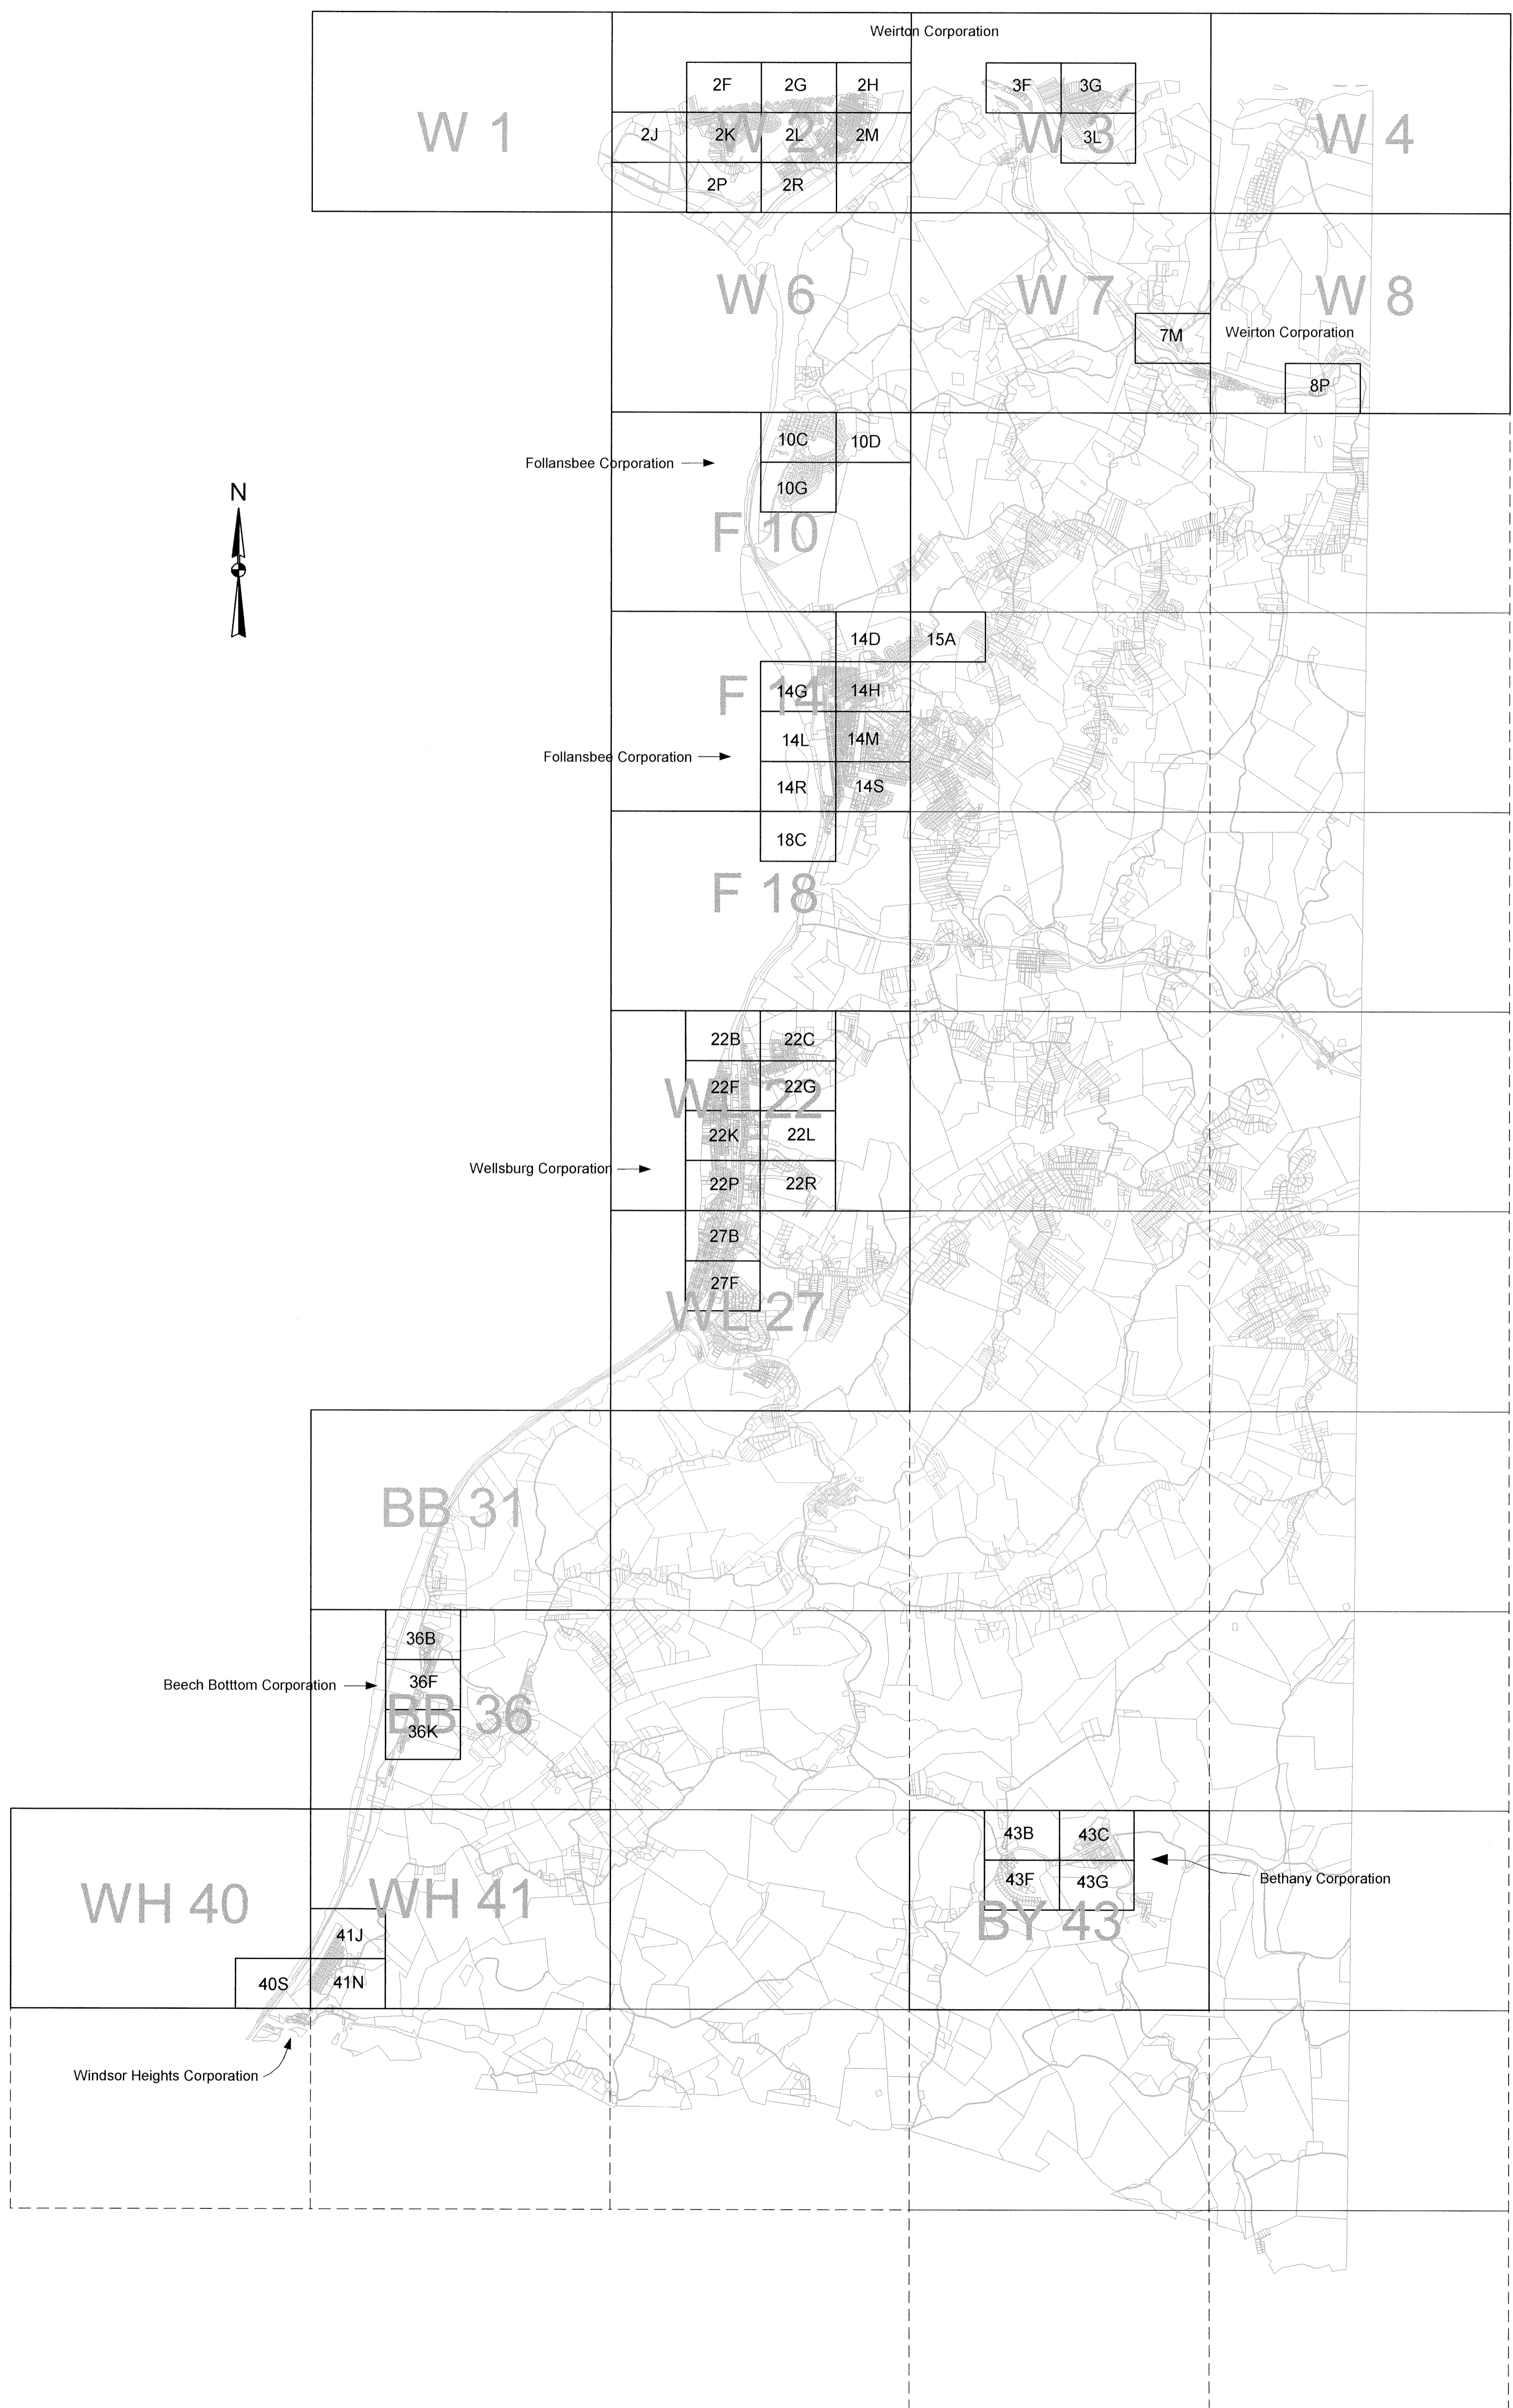 Weirton Corporation
2F 2G 2H 3F 3G
W 1 2J 2K W 2 2L 2M W 3 3L W 4
2P 2R
W 6 W 7 W 8
7M Weirton Corporation
8P
10C 10D
Follansbee Corporation
10G
N
F 10
14D 15A
F 14 14G 14H
14L 14M
Follansbee Corporation
14R 14S
18C
F 18
22B 22C
22F 22G
WL 22
22K 22L
Wellsburg Corporation
22P 22R
27B
27F
WL 27
BB 31
36B
36F
Beech Botttom Corporation
BB 36
36K
43B 43C
43F 43G
Bethany Corporation
WH 40 WH 41 BY 43
41J
40S 41N
Windsor Heights Corporation